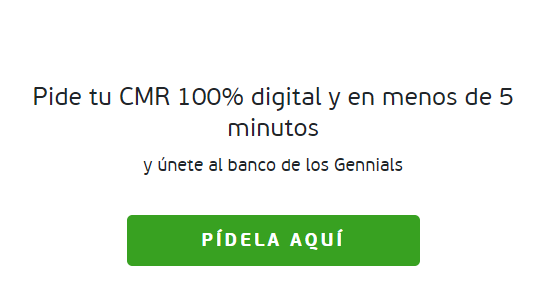 Pide tu CMR 100% digital y en menos de 5
minutos
y únete al banco de los Gennials
PÍDELA AQUÍ